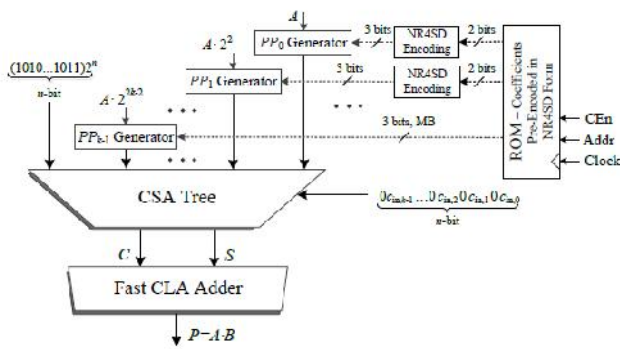 A
3 bits
NR4SD
Encoding
2 bits
PP0 Generator
A · 2^2
(1010...1011)2^n
n-bit
PP1 Generator
3 bits
NR4SD
Encoding
2 bits
A · 2^2k-2
...
...
PPk-1 Generator
3 bits, MB
...
ROM – Coefficients
Pre-Encoded in
NR4SD Form
CEn
Addr
Clock
CSA Tree
0cin,k-1 ...0cin,2 0cin,1 0cin,0
n-bit
C
S
Fast CLA Adder
P=A·B